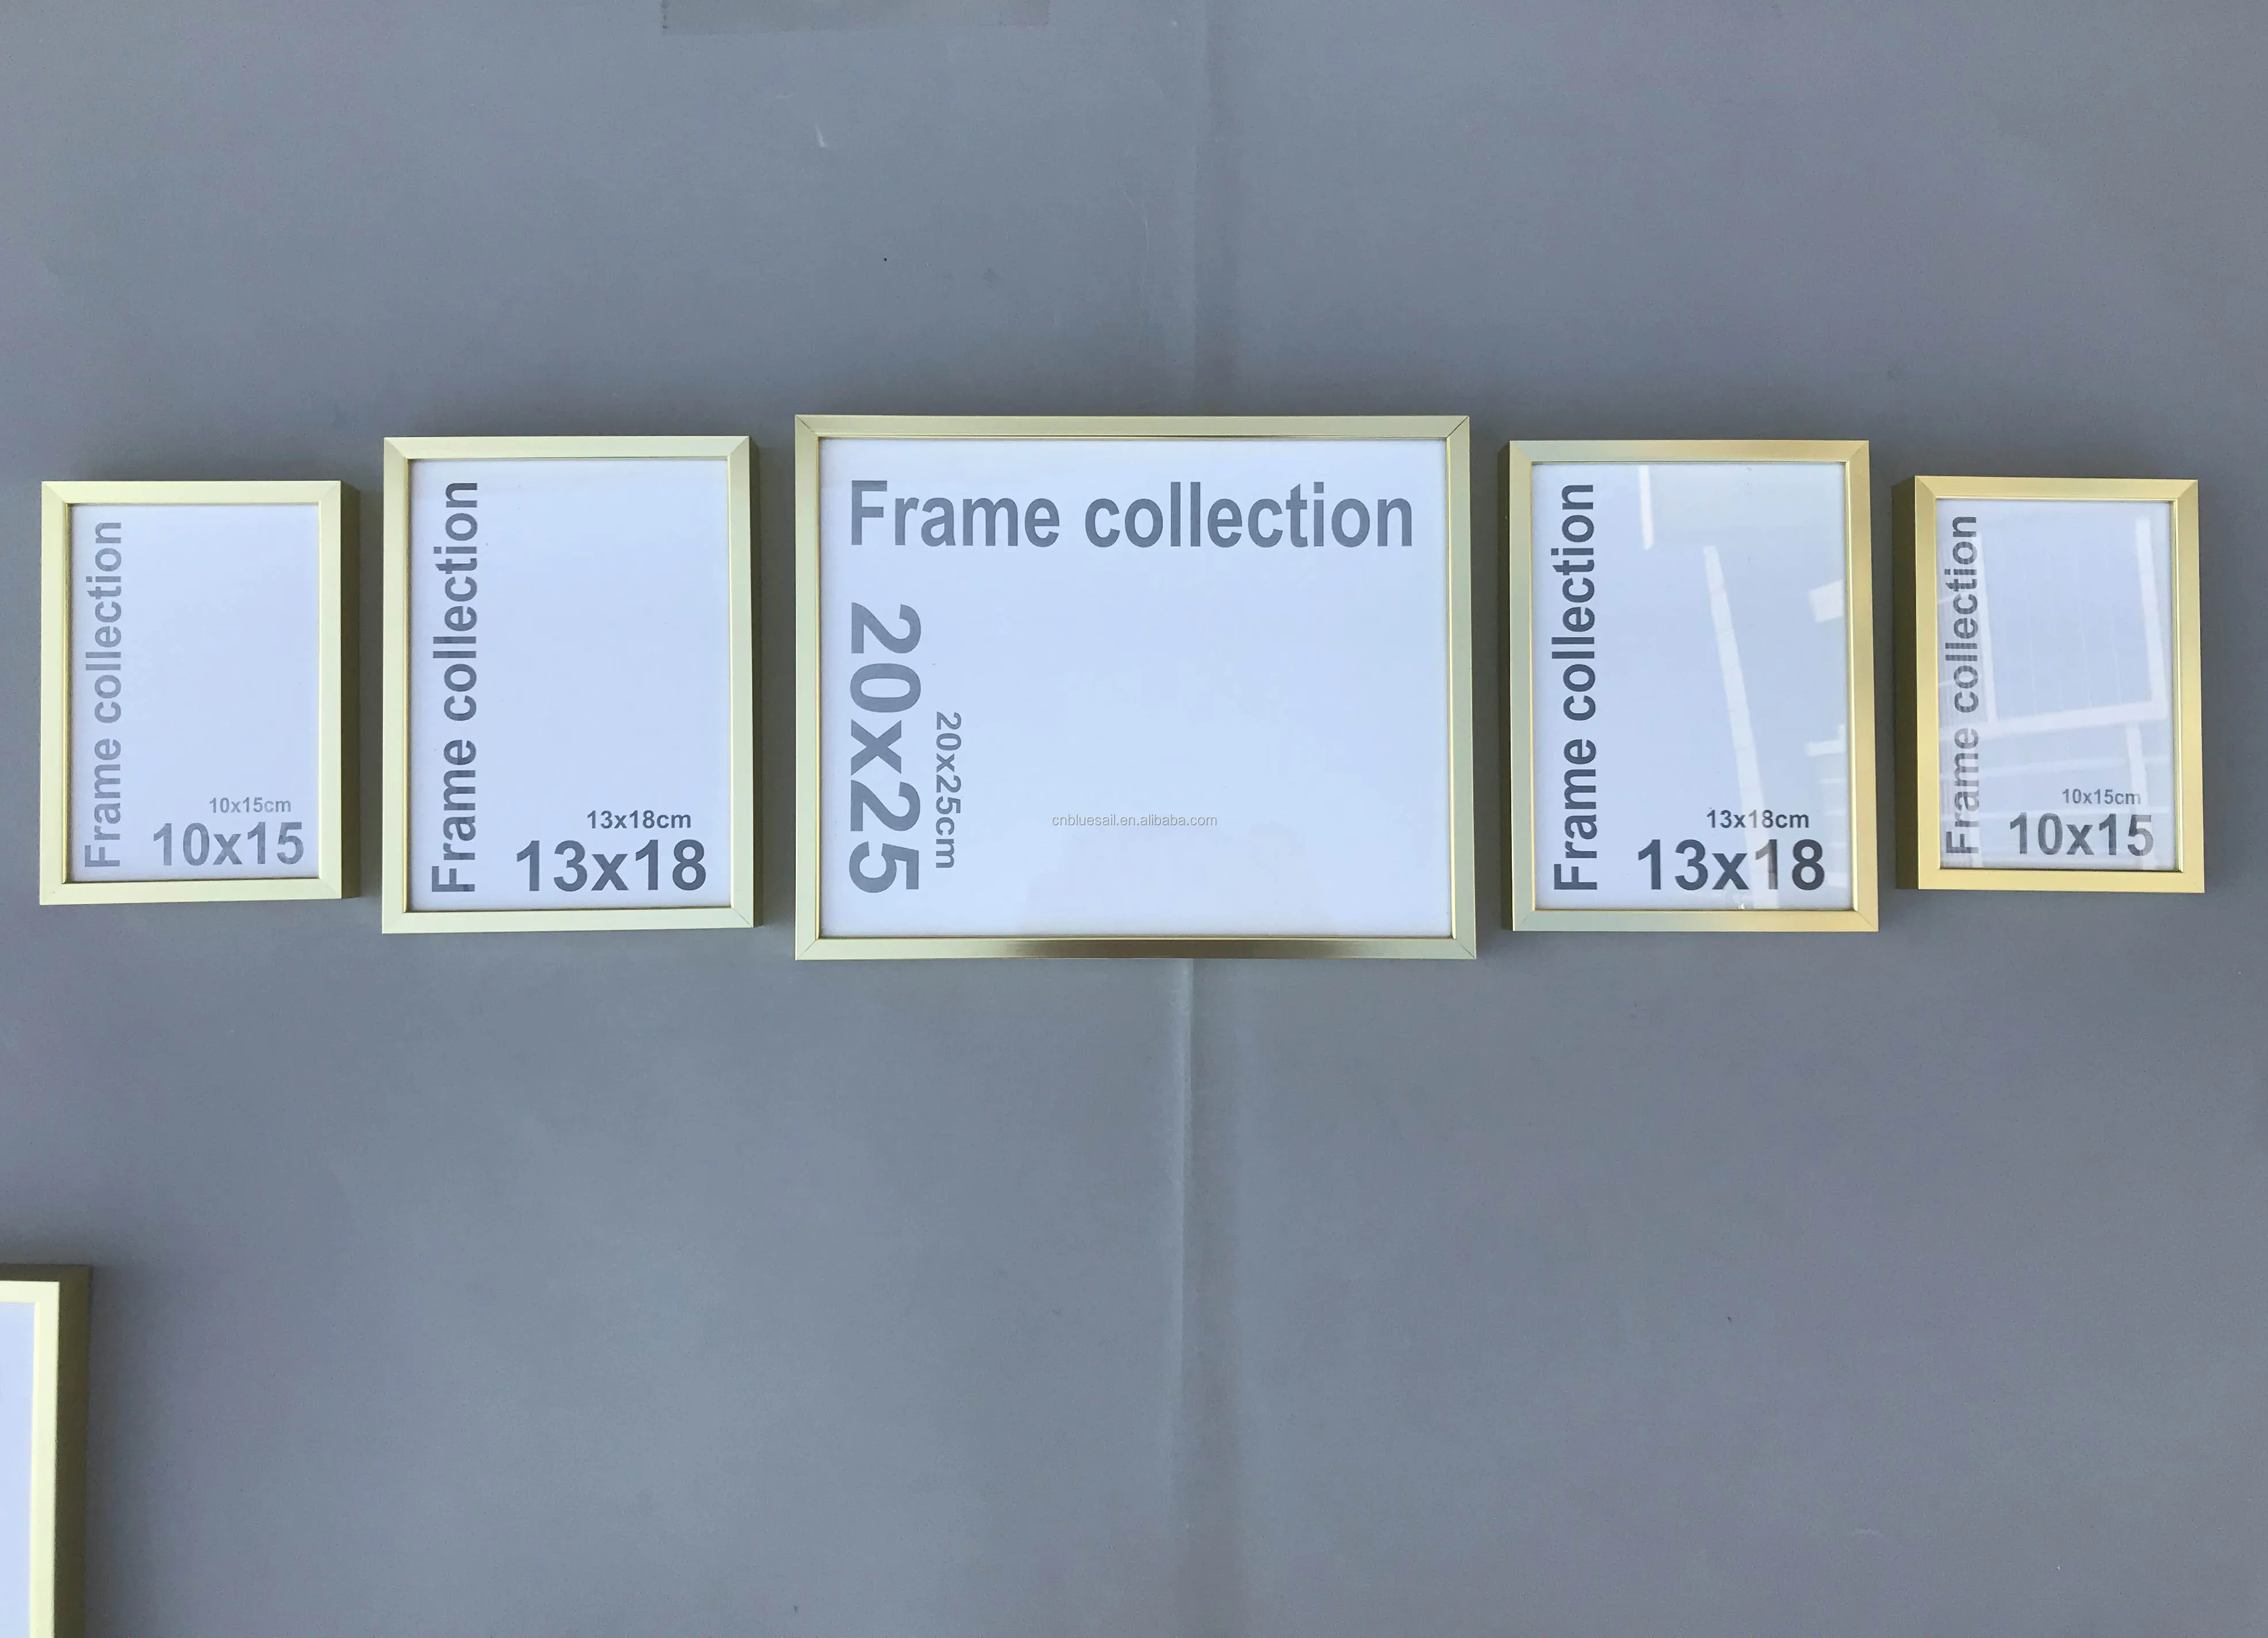 Frame collection
10x15cm
10x15
Frame collection
13x18cm
13x18
Frame collection
20x25
20x25cm
cnbluesail.en.alibaba.com
Frame collection
13x18cm
13x18
Frame collection
10x15cm
10x15